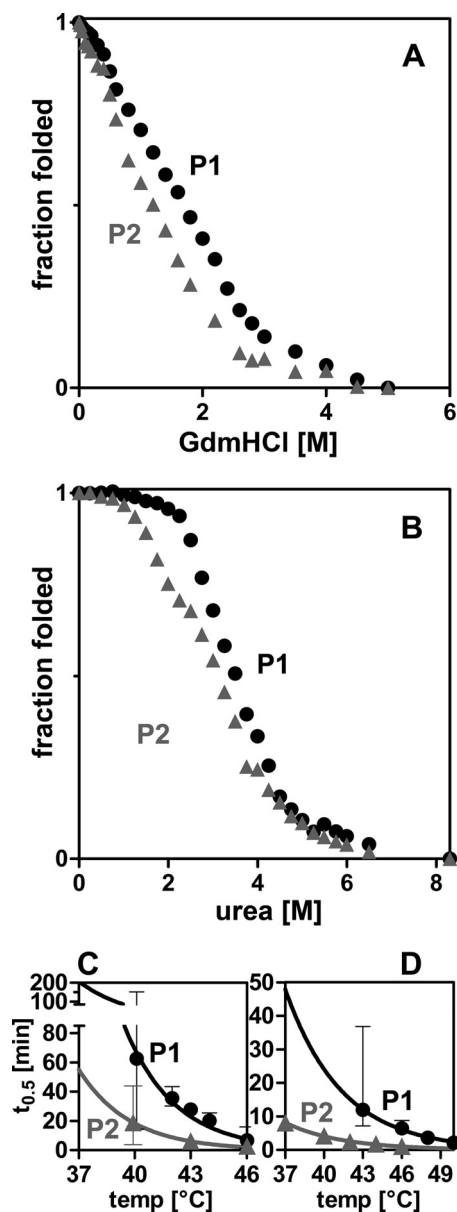 1
A
P1
P2
fraction folded
0
0 2 4 6
GdmHCl [M]
1
B
P1
P2
fraction folded
0
0 2 4 6 8
urea [M]
C
200
100
80
60
40
20
0
t0.5 [min]
P1
P2
37 40 43 46
temp [°C]
D
50
40
30
20
10
0
P1
P2
37 40 43 46 50
temp [°C]